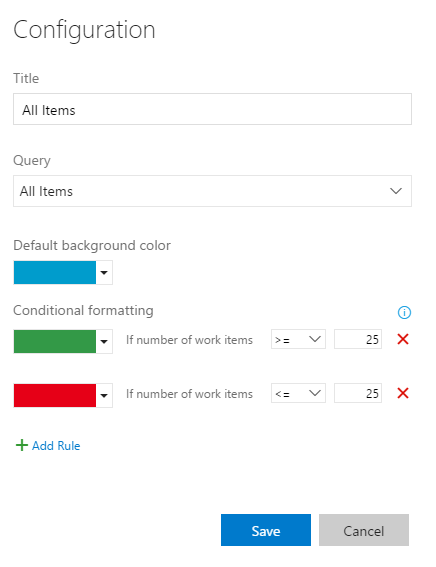 Configuration
Title
All Items
Query
All Items
Default background color
Conditional formatting
If number of work items >= 25
If number of work items <= 25
Add Rule
Save Cancel